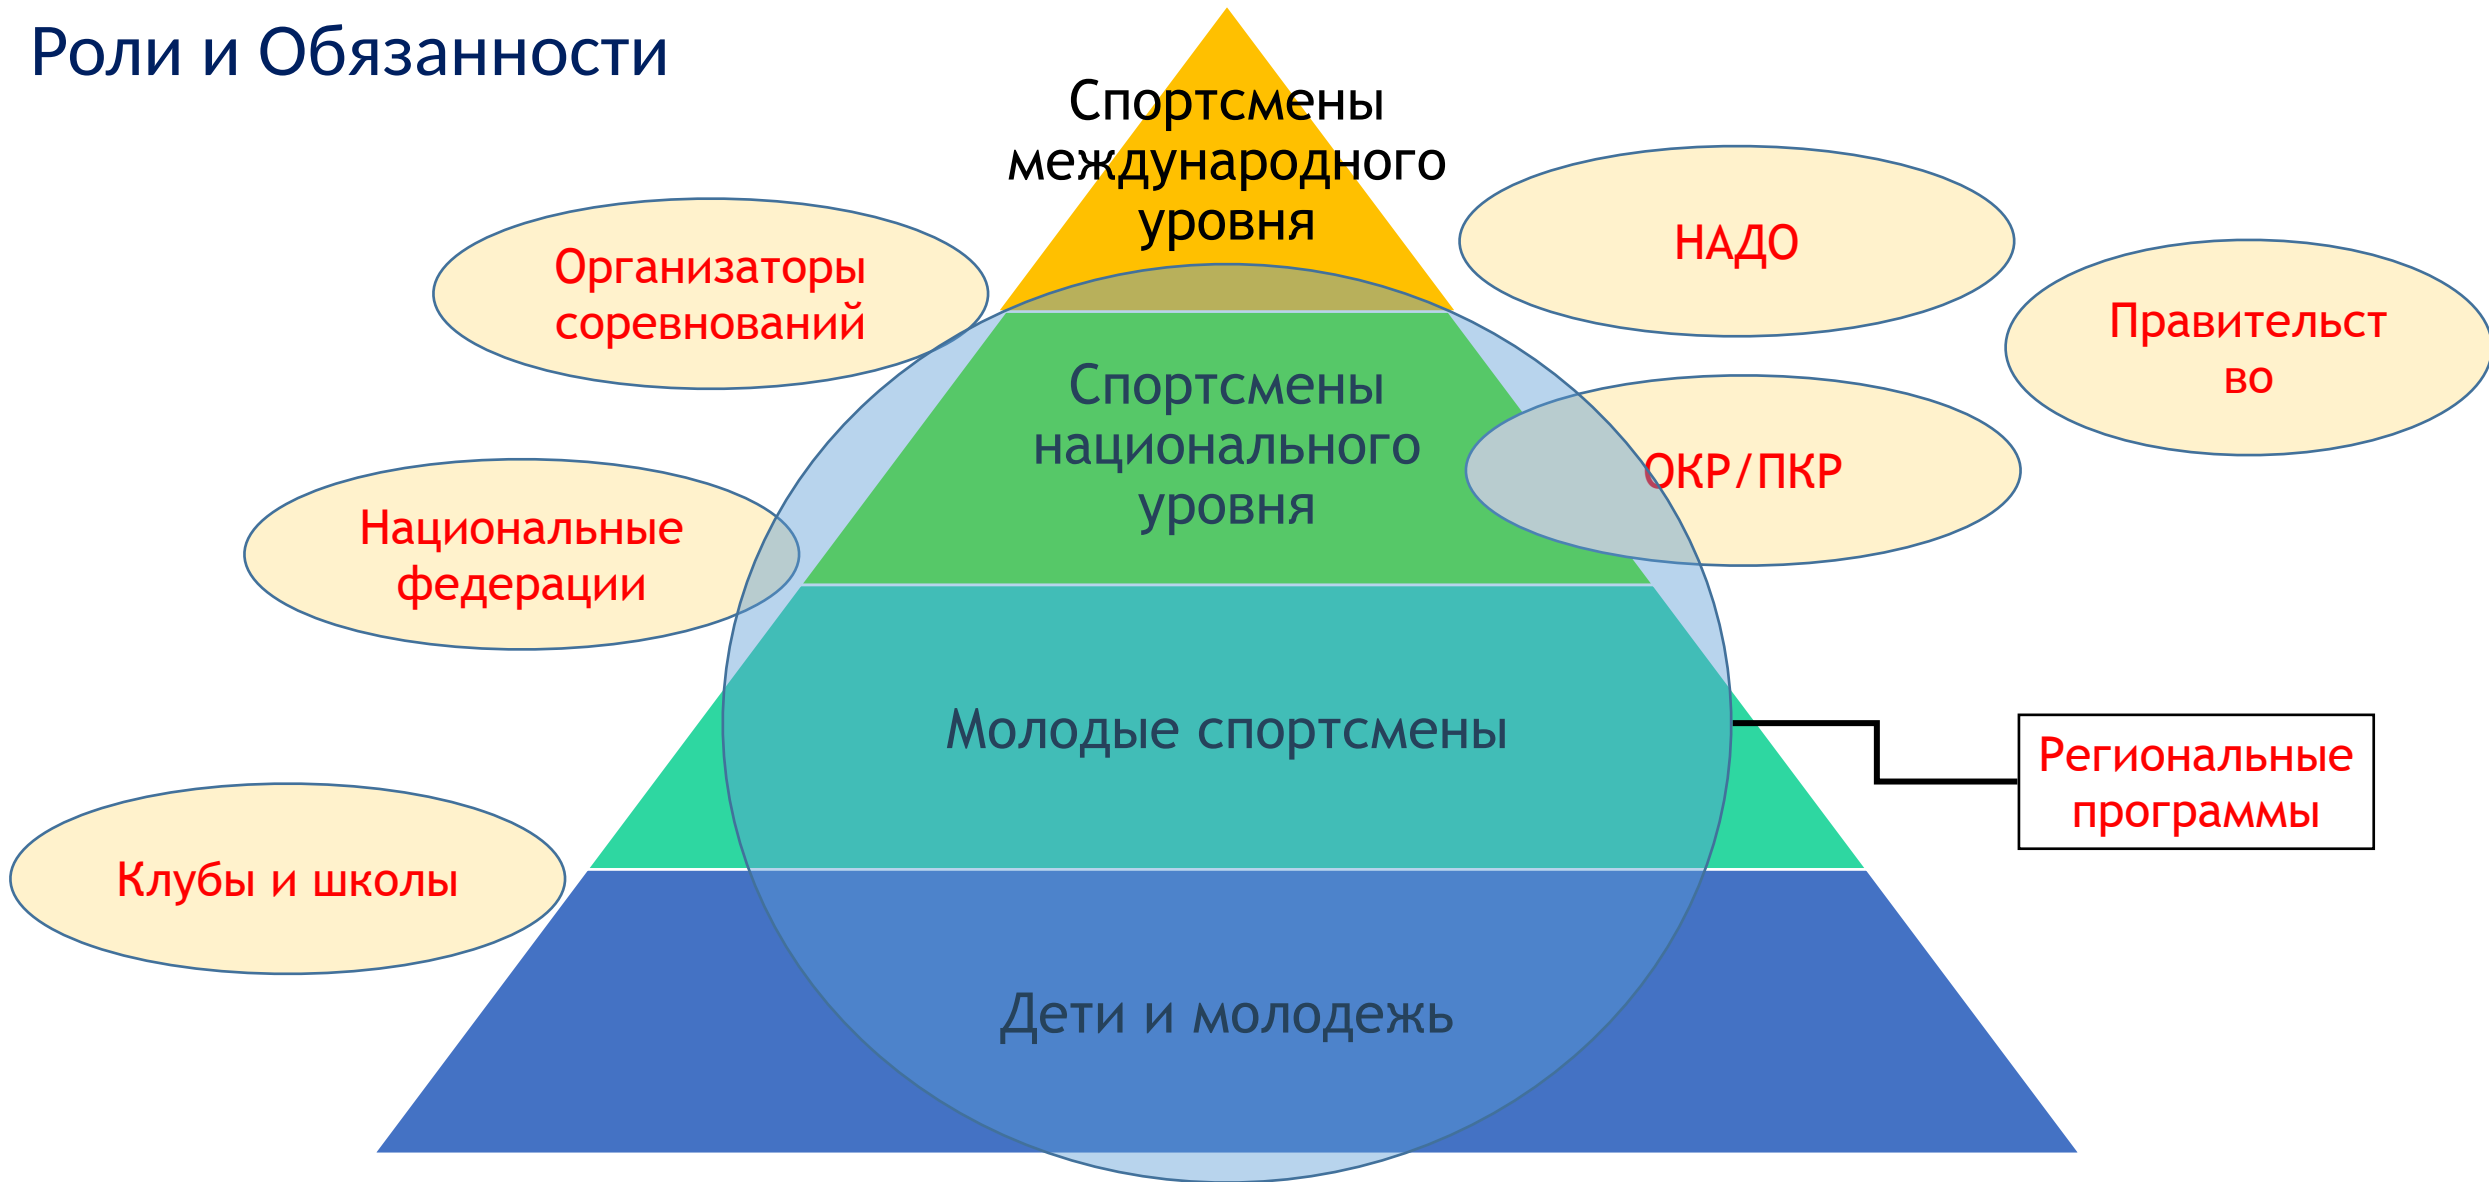 Роли и Обязанности
Спортсмены
международного
уровня
Организаторы
соревнований
НАДО
Правительст
во
Спортсмены
национального
уровня
ОКР/ПКР
Национальные
федерации
Молодые спортсмены
Региональные
программы
Клубы и школы
Дети и молодежь